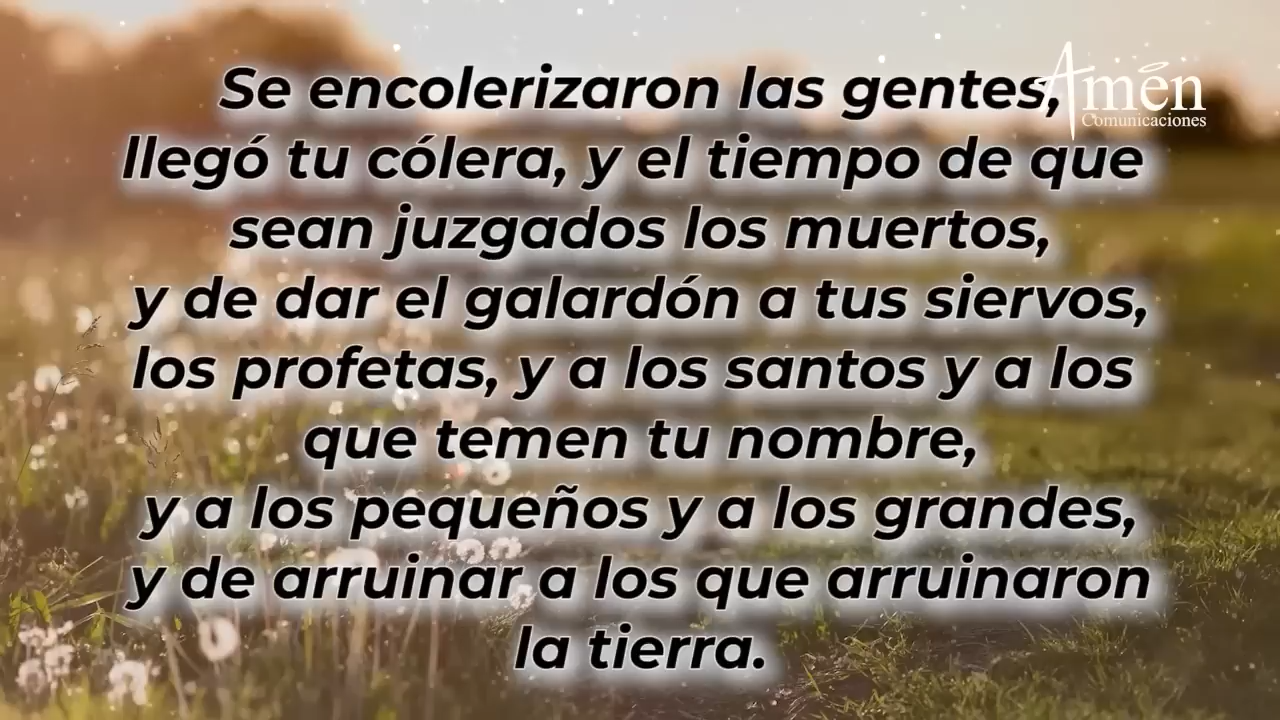 Se encolerizaron las gentes,
Amén
Comunicaciones
llegó tu cólera, y el tiempo de que
sean juzgados los muertos,
y de dar el galardón a tus siervos,
los profetas, y a los santos y a los
que temen tu nombre,
y a los pequeños y a los grandes,
y de arruinar a los que arruinaron
la tierra.